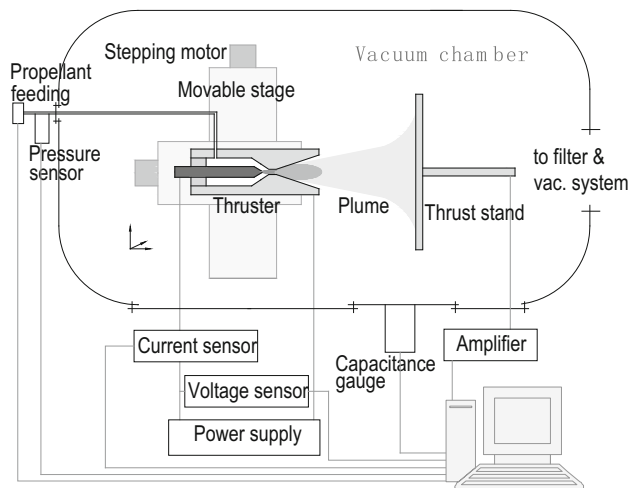 Stepping motor
Vacuum chamber
Propellant
feeding
Movable stage
Pressure
sensor
to filter &
vac. system
Thruster
Plume
Thrust stand
Current sensor
Capacitance
gauge
Amplifier
Voltage sensor
Power supply